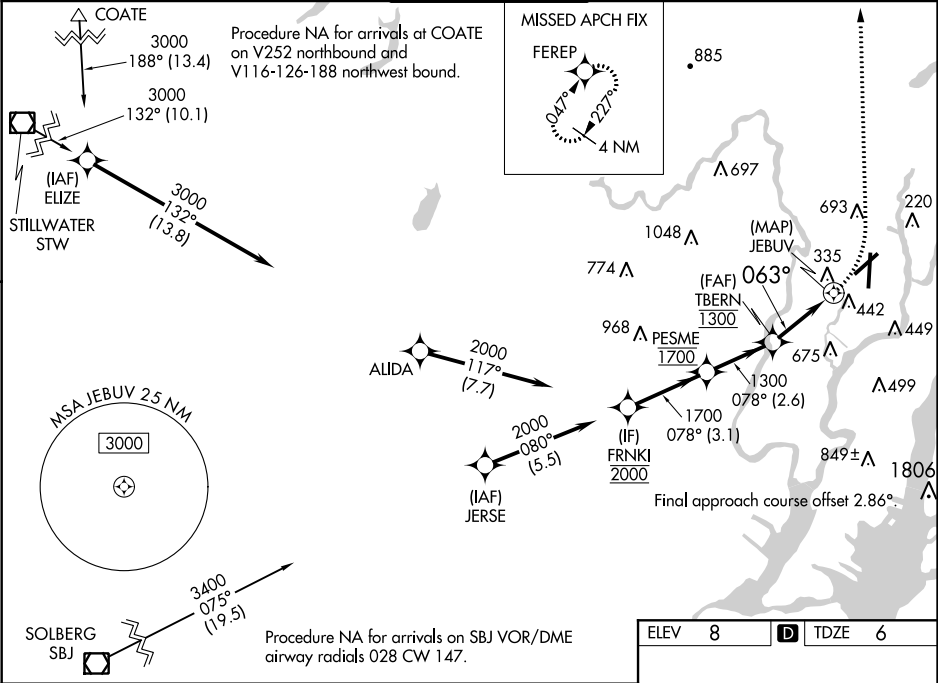 COATE
3000
188° (13.4)
3000
132° (10.1)
Procedure NA for arrivals at COATE
on V252 northbound and
V116-126-188 northwest bound.
MISSED APCH FIX
FEREP
047°
227°
4 NM
885
(IAF)
ELIZE
STILLWATER
STW
3000
132°
(13.8)
697
693
220
1048
(MAP)
JEBUV
335
774
(FAF)
TBERN
1300
063°
442
968
PESME
1700
675
449
ALIDA
2000
117°
(7.7)
1300
078° (2.6)
499
1700
078° (3.1)
MSA JEBUV 25 NM
3000
2000
080°
(5.5)
(IF)
FRNKI
2000
849±
1806
(IAF)
JERSE
Final approach course offset 2.86°.
3400
075°
(19.5)
SOLBERG
SBJ
Procedure NA for arrivals on SBJ VOR/DME
airway radials 028 CW 147.
ELEV 8 D TDZE 6